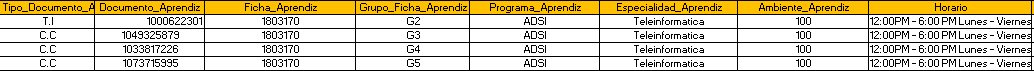 Tipo_Documento_A Documento_Aprendiz Ficha_Aprendiz Grupo_Ficha_Aprendiz Programa_Aprendiz Especialidad_Aprendiz Ambiente_Aprendiz Horario
T.I 1000622301 1803170 G2 ADSI Teleinformatica 100 12:00PM - 6:00 PM Lunes - Viernes
C.C 1049325879 1803170 G3 ADSI Teleinformatica 100 12:00PM - 6:00 PM Lunes - Viernes
C.C 1033817226 1803170 G4 ADSI Teleinformatica 100 12:00PM - 6:00 PM Lunes - Viernes
C.C 1073715995 1803170 G5 ADSI Teleinformatica 100 12:00PM - 6:00 PM Lunes - Viernes